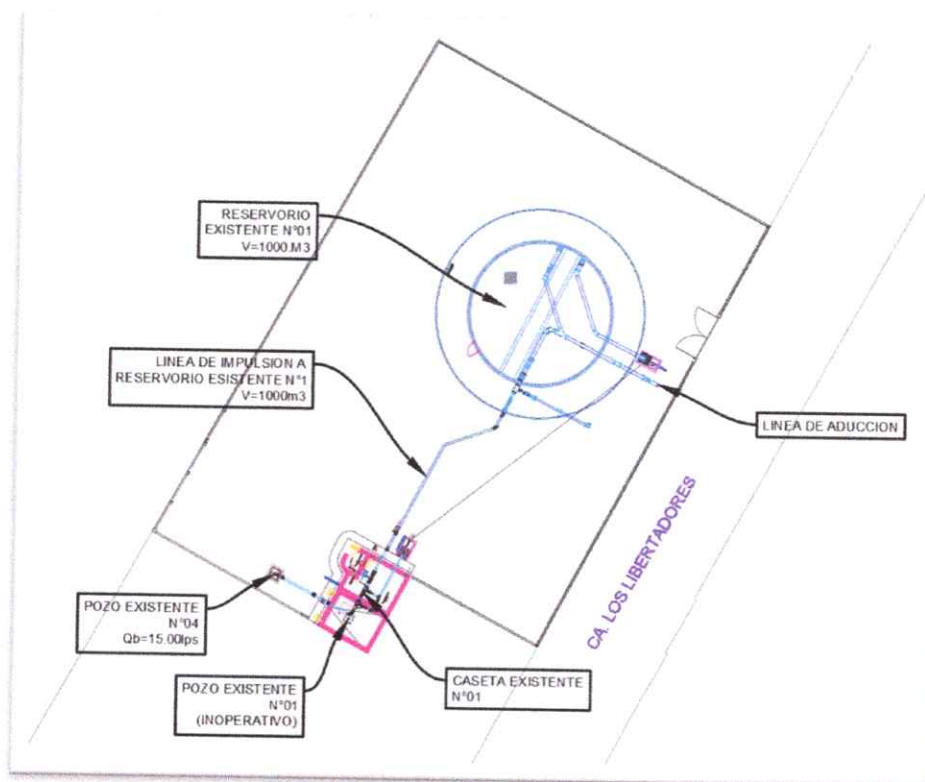 RESERVORIO
EXISTENTE N°01
V=1000.M3
LINEA DE IMPULSION A
RESERVORIO ESISTENTE N°1
V=1000m3
LINEA DE ADUCCION
CA. LOS LIBERTADORES
POZO EXISTENTE
N°04
Qb=15.00lps
POZO EXISTENTE
N°01
(INOPERATIVO)
CASETA EXISTENTE
N°01